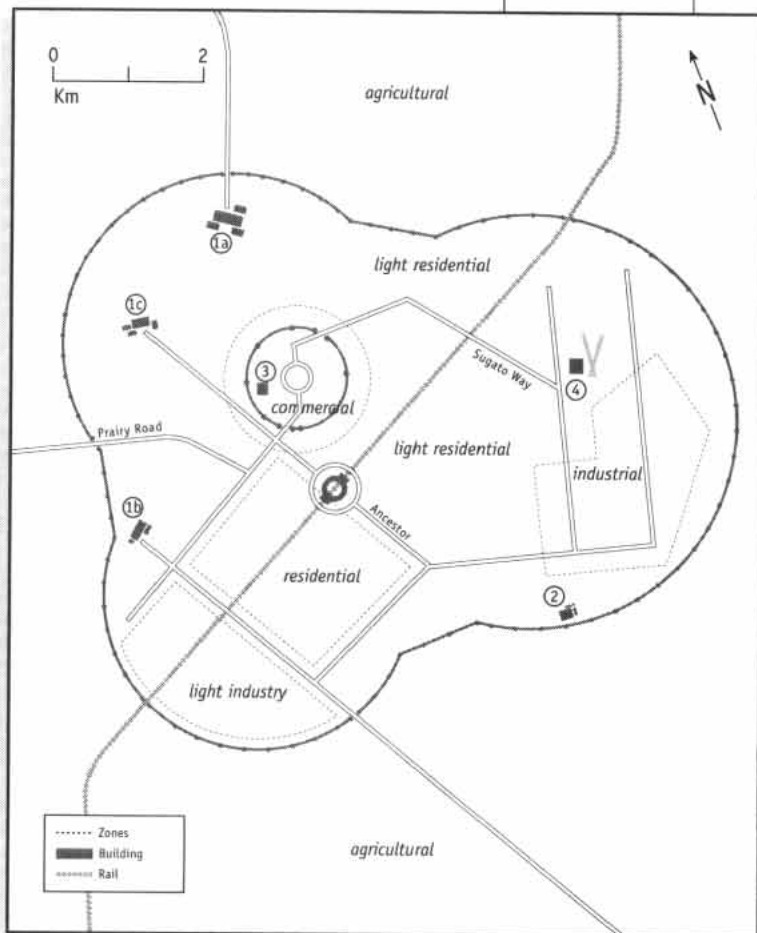 0 2
Km
N
agricultural
1a
light residential
1c
3
commercial
Sugato Way
4
Prairy Road
light residential
industrial
1b
Ancestor
residential
2
light industry
Zones
Building
Rail
agricultural